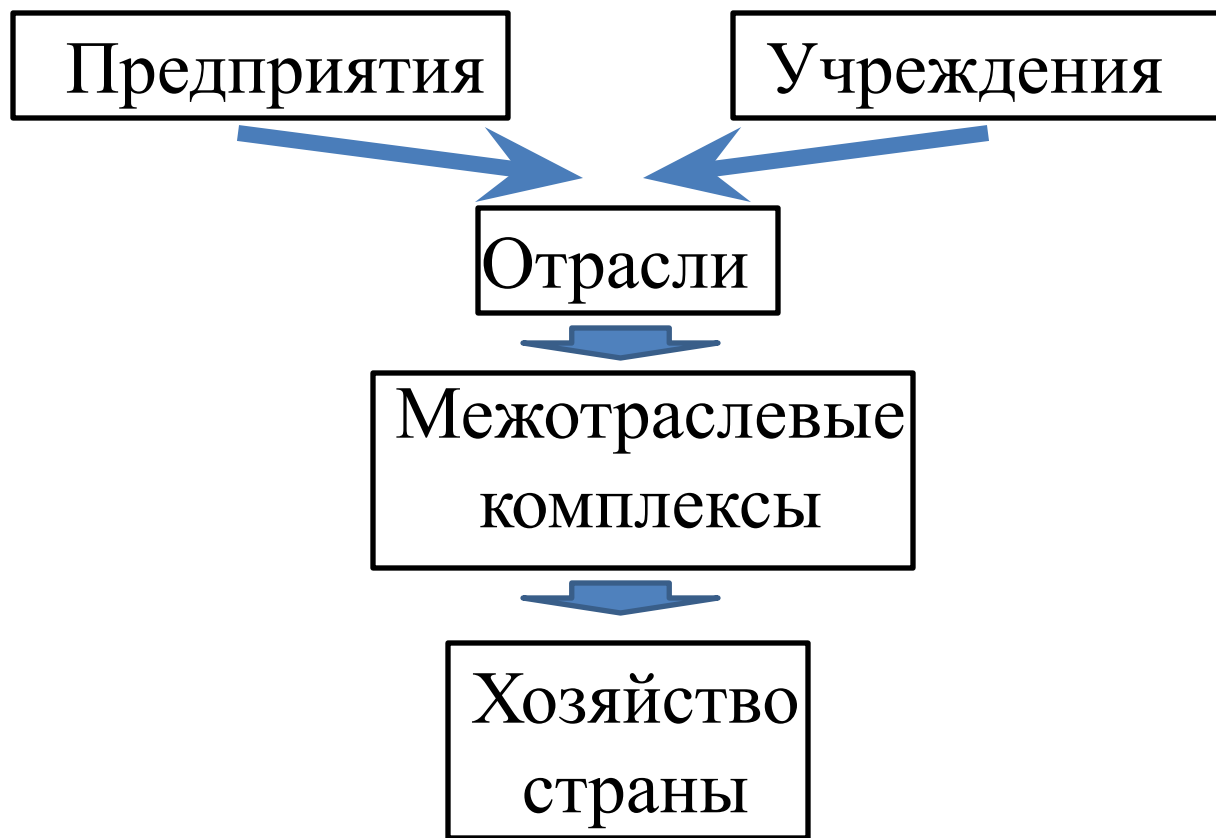 Предприятия
Учреждения
Отрасли
Межотраслевые
комплексы
Хозяйство
страны